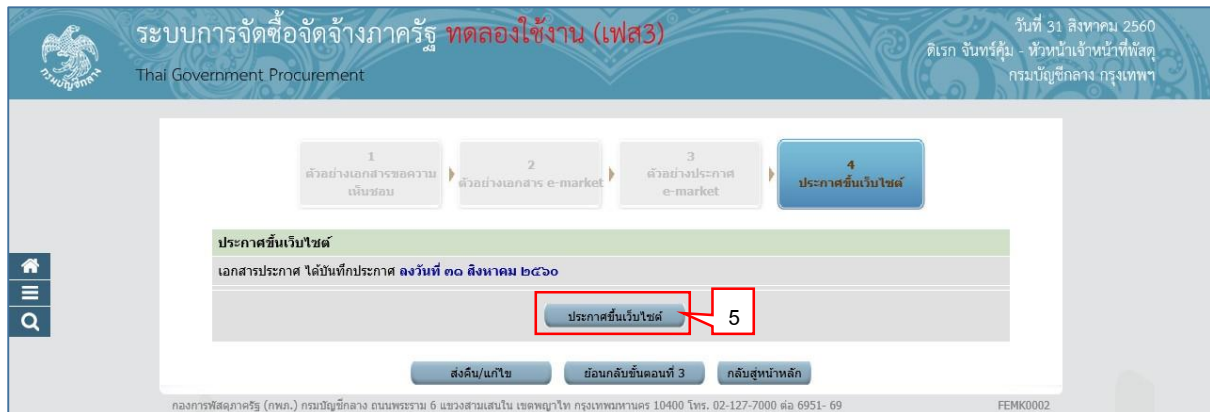 ระบบการจัดซื้อจัดจ้างภาครัฐ ทดลองใช้งาน (เฟส3)
Thai Government Procurement
วันที่ 31 สิงหาคม 2560
ดิเรก จันทร์คุ้ม - หัวหน้าเจ้าหน้าที่พัสดุ
กรมบัญชีกลาง กรุงเทพฯ
กรมบัญชีกลาง
1
ตัวอย่างเอกสารขอความ
เห็นชอบ
2
ตัวอย่างเอกสาร e-market
3
ตัวอย่างประกาศ
e-market
4
ประกาศขึ้นเว็บไซต์
ประกาศขึ้นเว็บไซต์
เอกสารประกาศ ได้บันทึกประกาศ ลงวันที่ ๓๑ สิงหาคม ๒๕๖๐
ประกาศขึ้นเว็บไซต์
5
ส่งคืน/แก้ไข ย้อนกลับขั้นตอนที่ 3 กลับสู่หน้าหลัก
กองการพัสดุภาครัฐ (กพภ.) กรมบัญชีกลาง ถนนพระราม 6 แขวงสามเสนใน เขตพญาไท กรุงเทพมหานคร 10400 โทร. 02-127-7000 ต่อ 6951- 69
FEMK0002